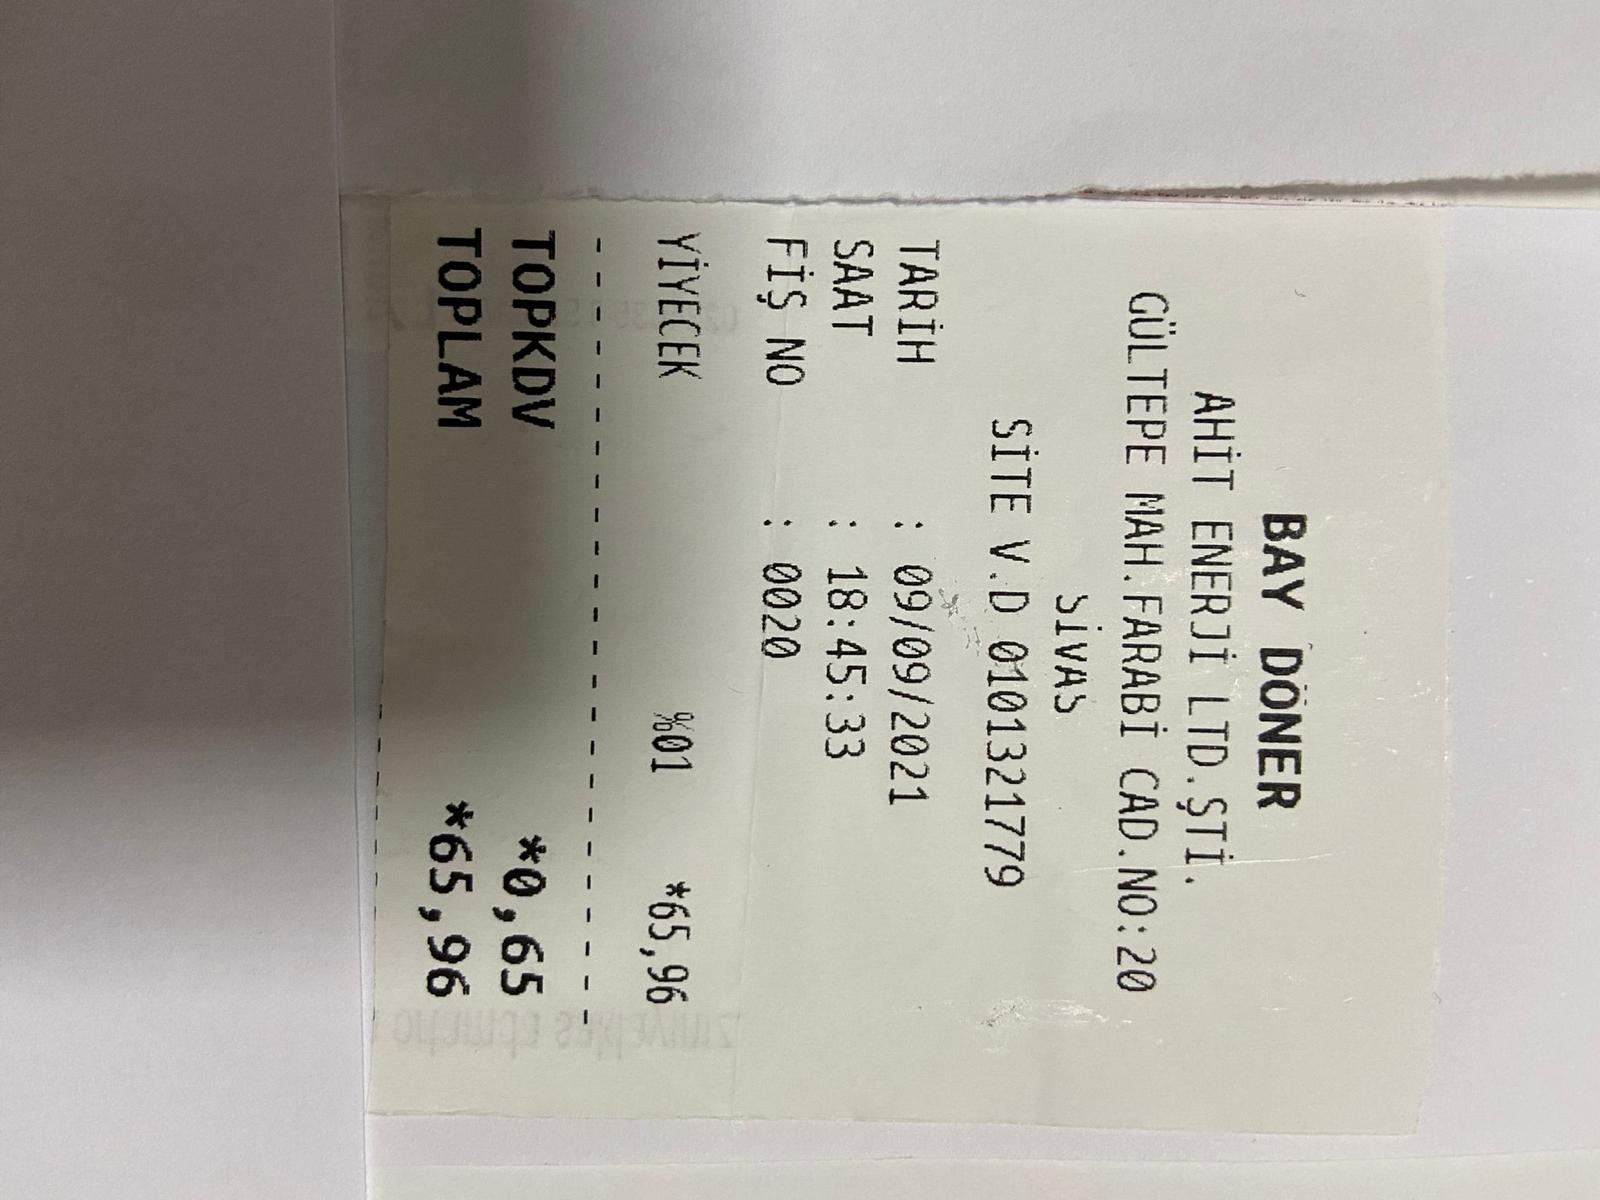 BAY DÖNER
AHİT ENERJİ LTD.ŞTİ.
GÜLTEPE MAH.FARABİ CAD.NO:20
SİVAS
SİTE V.D 0101321779
TARİH : 09/09/2021
SAAT : 18:45:33
FİŞ NO : 0020
YİYECEK %01 *65,96
TOPKDV *0,65
TOPLAM *65,96